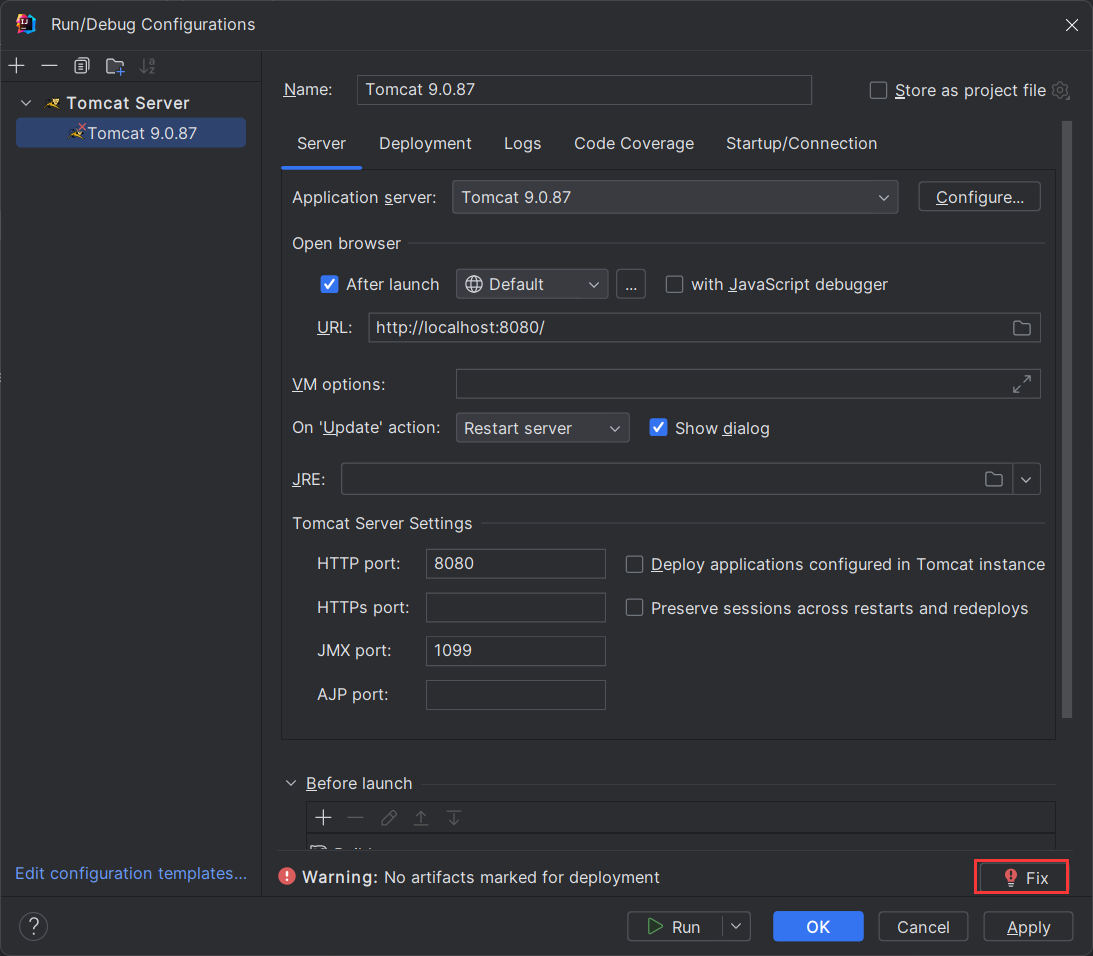 Run/Debug Configurations
Tomcat Server
Tomcat 9.0.87
Name: Tomcat 9.0.87 Store as project file
Server Deployment Logs Code Coverage Startup/Connection
Application server: Tomcat 9.0.87 Configure...
Open browser
After launch Default ... with JavaScript debugger
URL: http://localhost:8080/
VM options:
On 'Update' action: Restart server Show dialog
JRE:
Tomcat Server Settings
HTTP port: 8080 Deploy applications configured in Tomcat instance
HTTPs port: Preserve sessions across restarts and redeploys
JMX port: 1099
AJP port:
Before launch
Edit configuration templates...
Warning: No artifacts marked for deployment Fix
? Run OK Cancel Apply